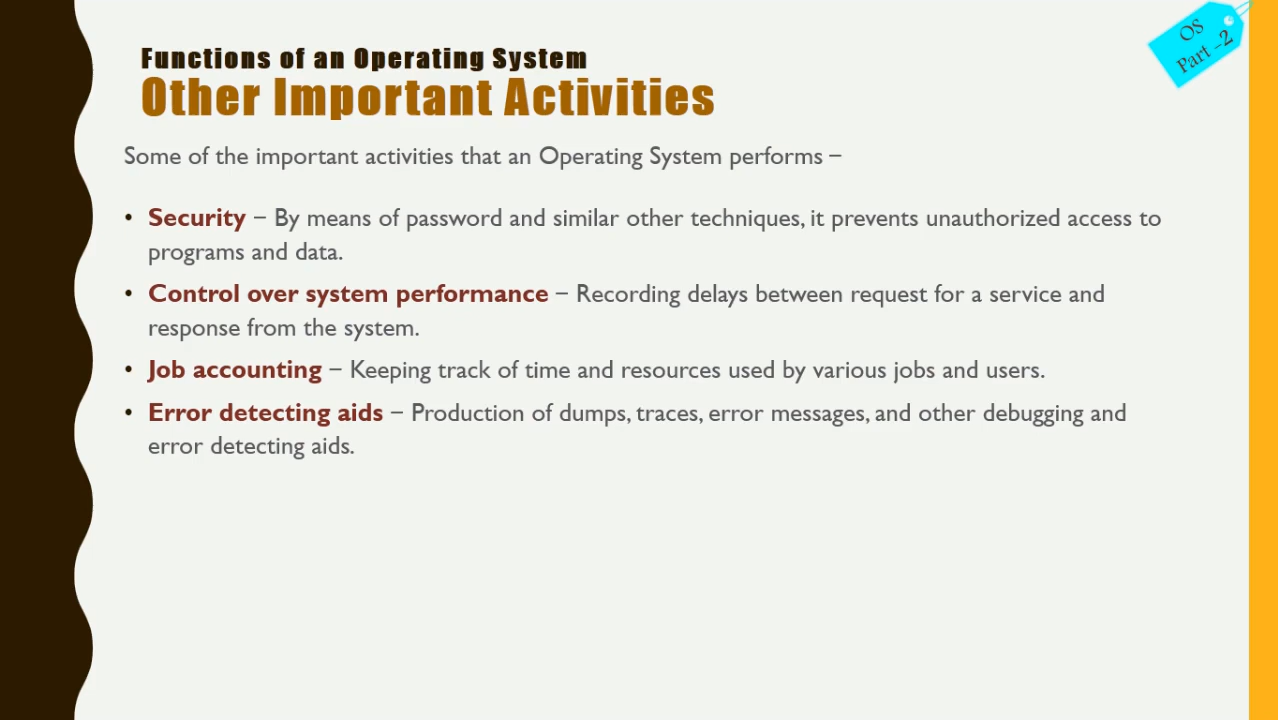 OS
Part -2
Functions of an Operating System
Other Important Activities
Some of the important activities that an Operating System performs −
• Security − By means of password and similar other techniques, it prevents unauthorized access to
programs and data.
• Control over system performance − Recording delays between request for a service and
response from the system.
• Job accounting − Keeping track of time and resources used by various jobs and users.
• Error detecting aids − Production of dumps, traces, error messages, and other debugging and
error detecting aids.